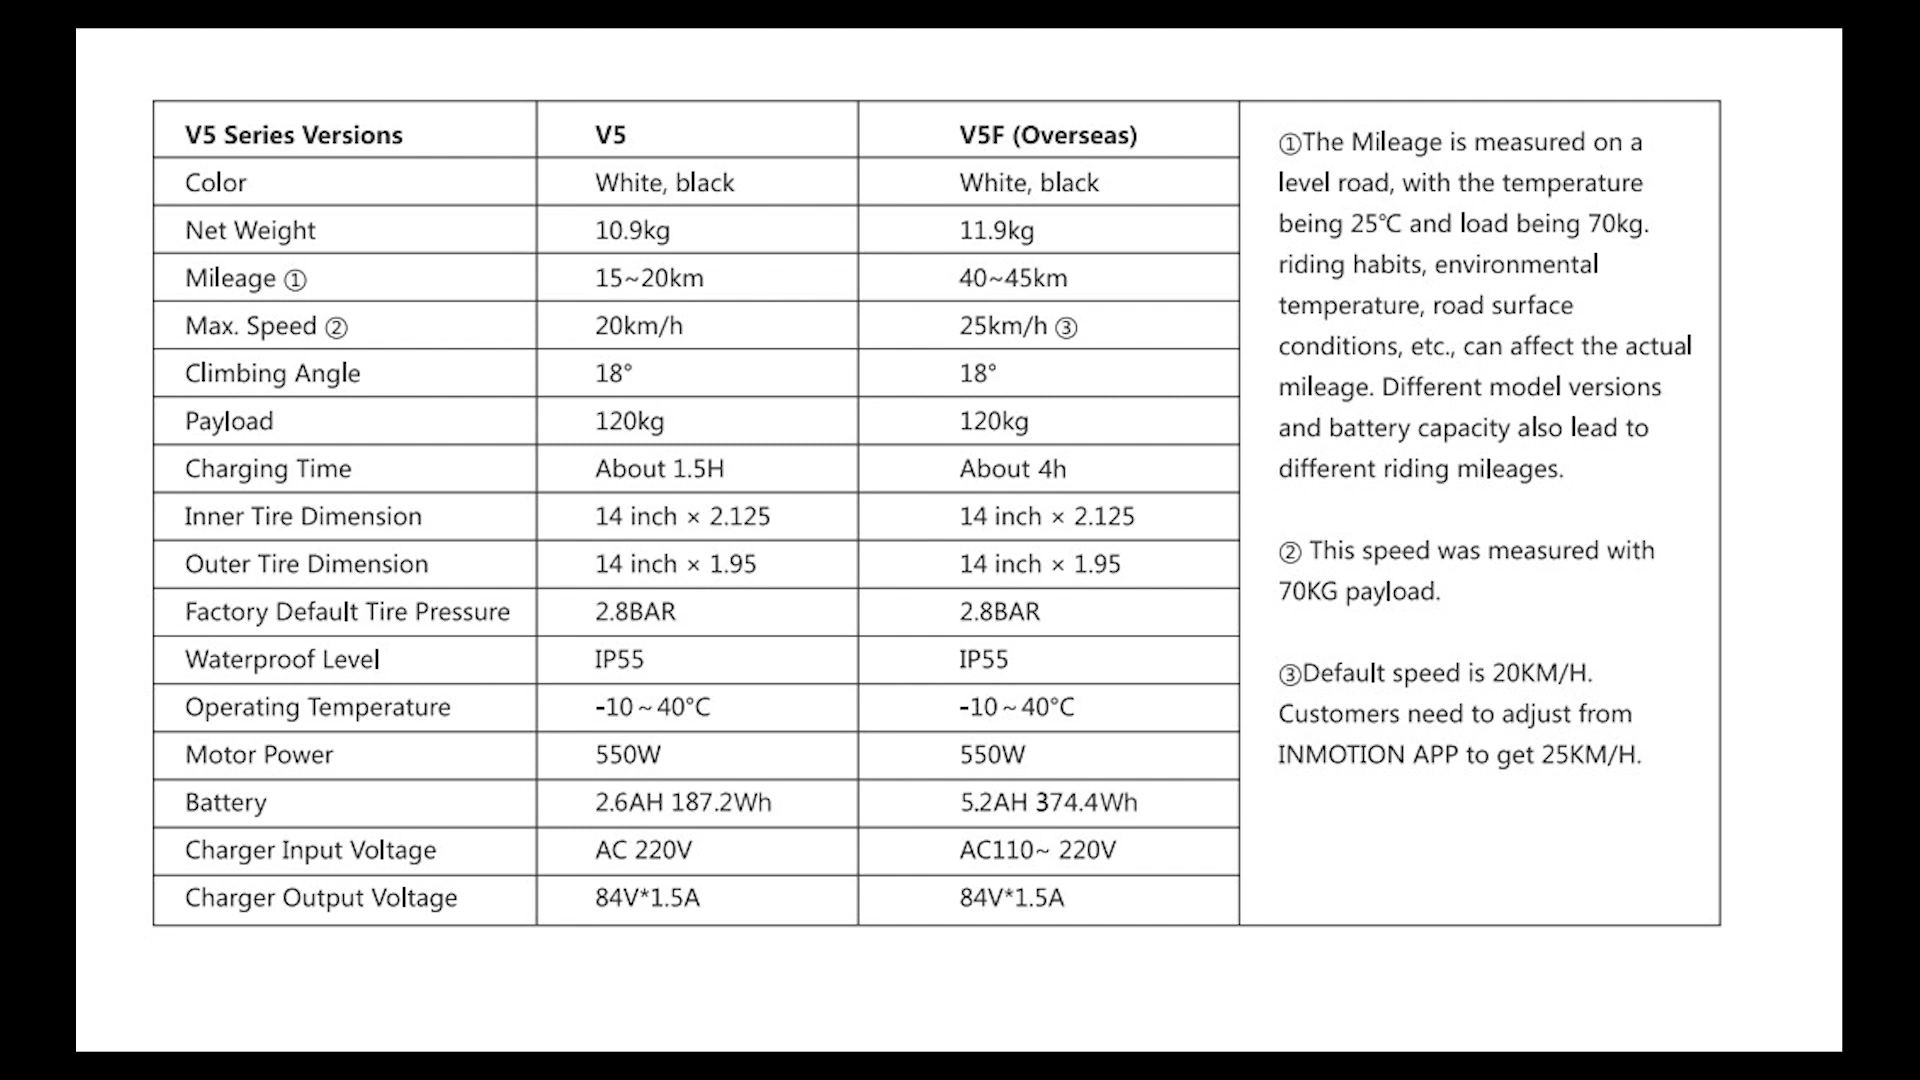 V5 Series Versions V5 V5F (Overseas)
Color White, black White, black
Net Weight 10.9kg 11.9kg
Mileage ① 15~20km 40~45km
Max. Speed ② 20km/h 25km/h ③
Climbing Angle 18° 18°
Payload 120kg 120kg
Charging Time About 1.5H About 4h
Inner Tire Dimension 14 inch × 2.125 14 inch × 2.125
Outer Tire Dimension 14 inch × 1.95 14 inch × 1.95
Factory Default Tire Pressure 2.8BAR 2.8BAR
Waterproof Level IP55 IP55
Operating Temperature -10~40°C -10~40°C
Motor Power 550W 550W
Battery 2.6AH 187.2Wh 5.2AH 374.4Wh
Charger Input Voltage AC 220V AC110~ 220V
Charger Output Voltage 84V*1.5A 84V*1.5A
①The Mileage is measured on a
level road, with the temperature
being 25℃ and load being 70kg.
riding habits, environmental
temperature, road surface
conditions, etc., can affect the actual
mileage. Different model versions
and battery capacity also lead to
different riding mileages.
② This speed was measured with
70KG payload.
③Default speed is 20KM/H.
Customers need to adjust from
INMOTION APP to get 25KM/H.